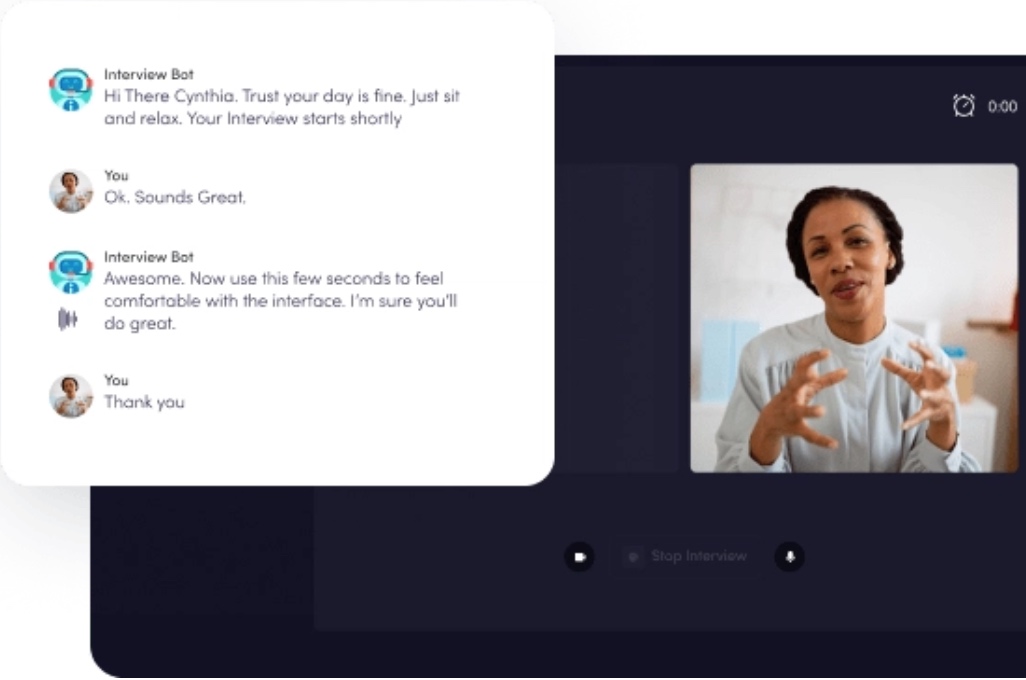 Interview Bot
Hi There Cynthia. Trust your day is fine. Just sit
and relax. Your Interview starts shortly
You
Ok. Sounds Great.
Interview Bot
Awesome. Now use this few seconds to feel
comfortable with the interface. I'm sure you'll
do great.
You
Thank you
0:00
Stop Interview